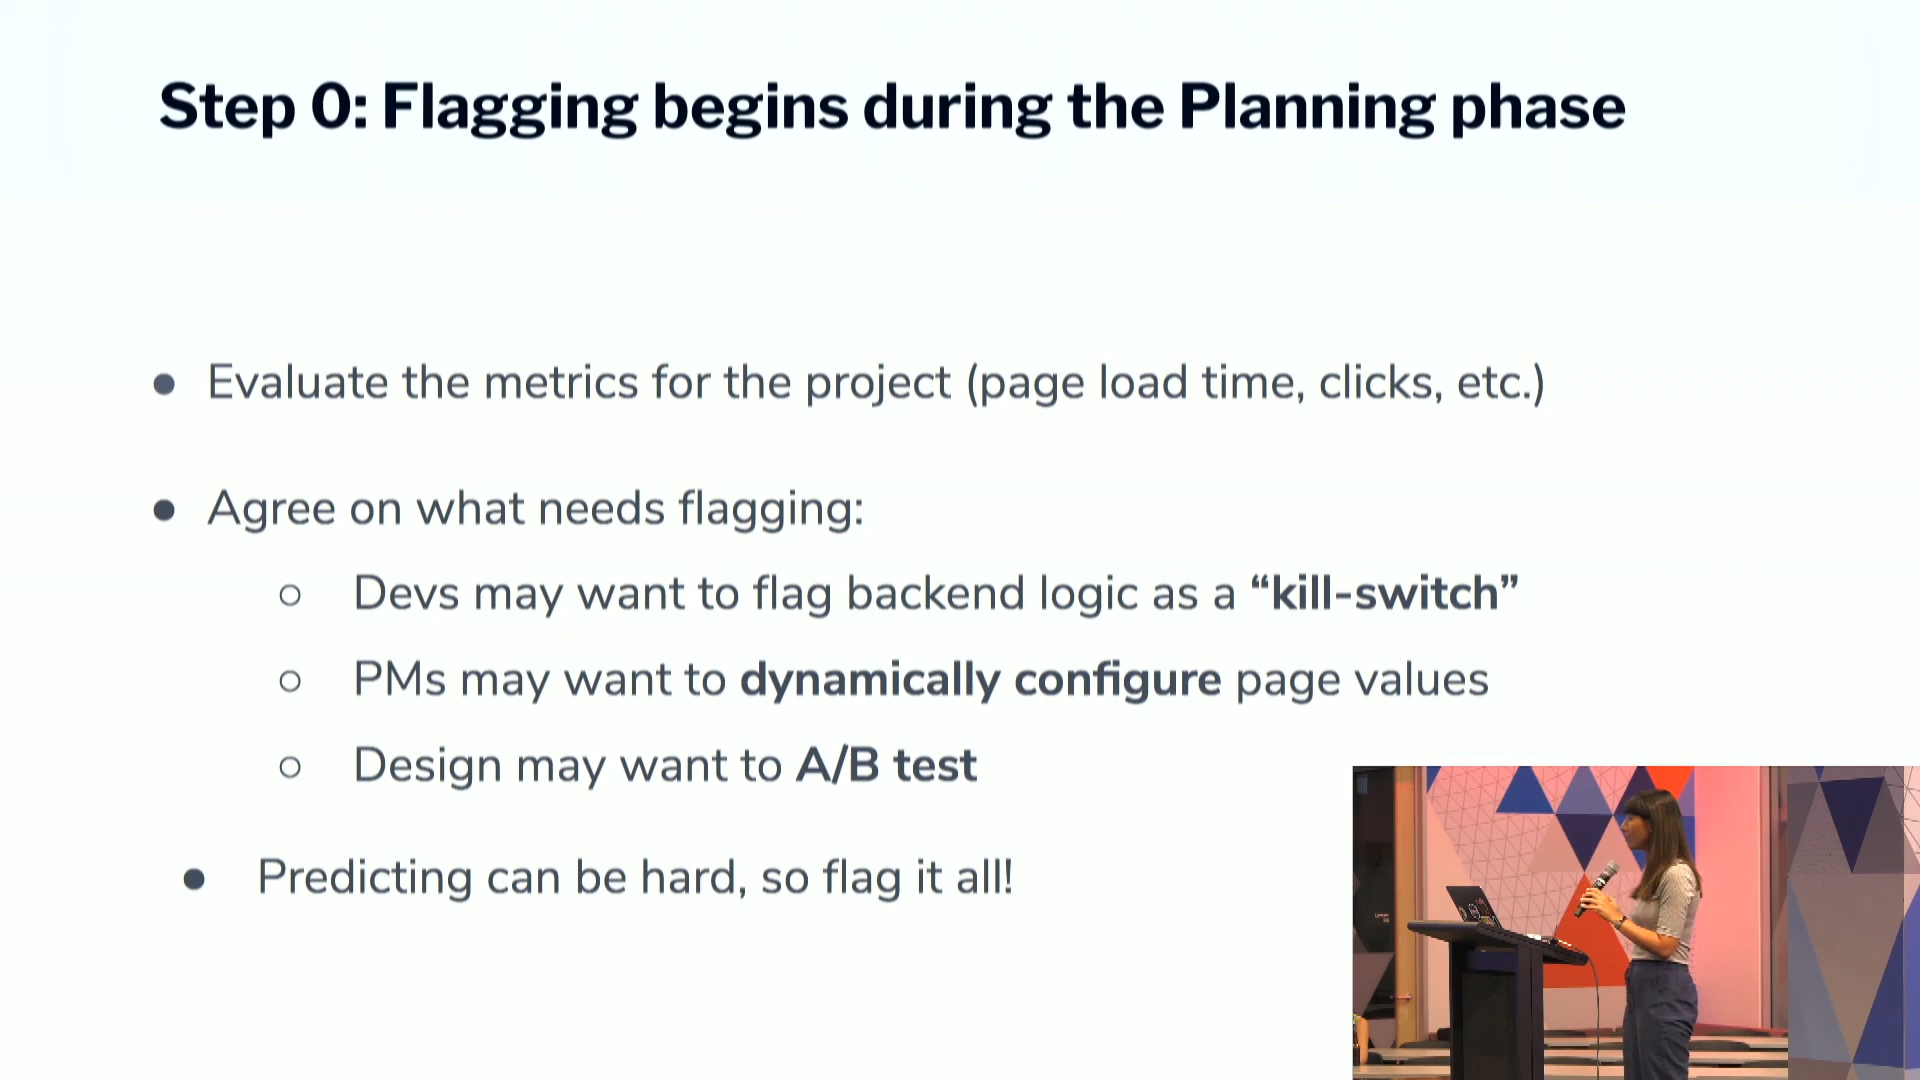 Step 0: Flagging begins during the Planning phase
● Evaluate the metrics for the project (page load time, clicks, etc.)
● Agree on what needs flagging:
○ Devs may want to flag backend logic as a “kill-switch”
○ PMs may want to dynamically configure page values
○ Design may want to A/B test
● Predicting can be hard, so flag it all!